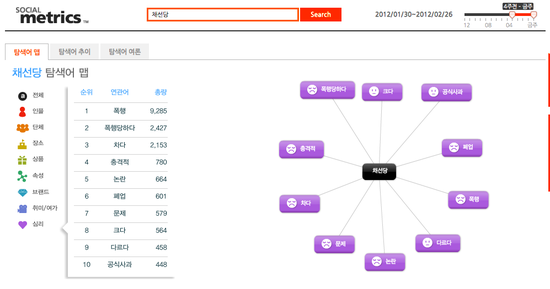 SOCIAL
metrics™
채선당
Search
2012/01/30~2012/02/26
4주전 - 금주
12 08 04 금주
탐색어 맵 탐색어 추이 탐색어 여론
채선당 탐색어 맵
전체
인물
단체
장소
상품
속성
브랜드
취미/여가
심리
순위 연관어 총량
1 폭행 9,285
2 폭행당하다 2,427
3 차다 2,153
4 충격적 780
5 논란 664
6 폐업 601
7 문제 579
8 크다 564
9 다르다 458
10 공식사과 448
폭행당하다
크다
공식사과
충격적
폐업
채선당
차다
폭행
문제
다르다
논란